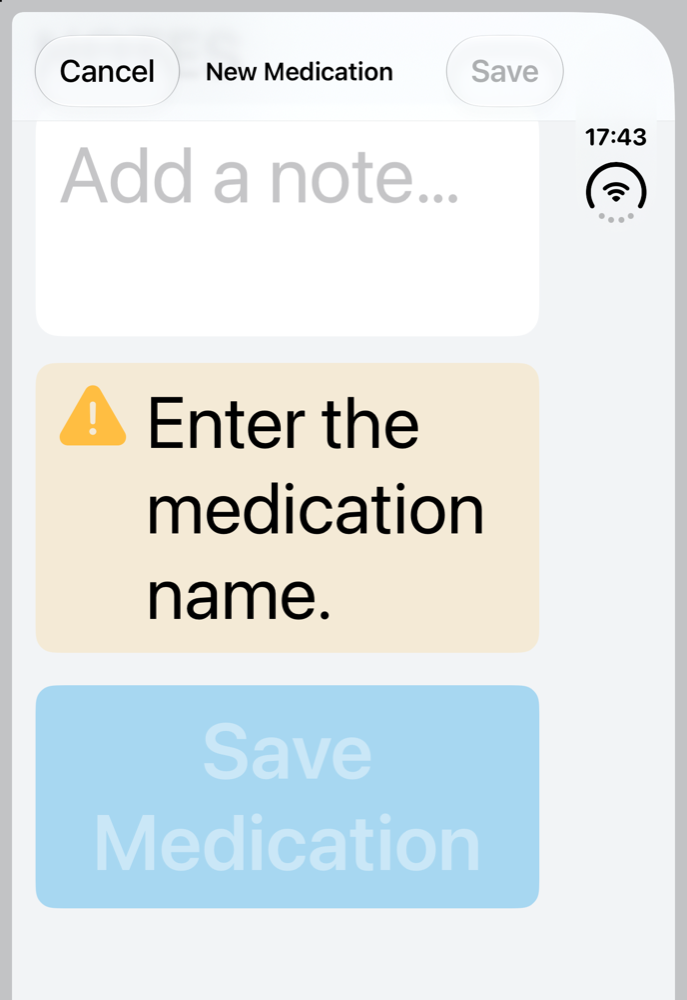 Cancel
New Medication
Save
17:43
Add a note...
Enter the
medication
name.
Save
Medication